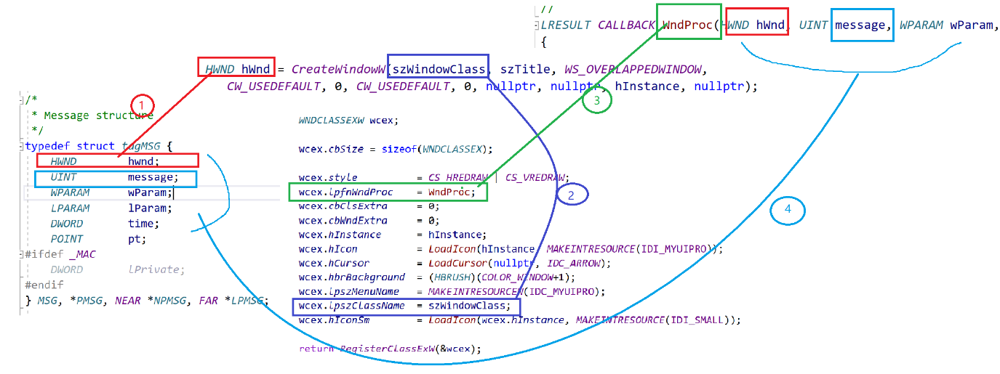 //
LRESULT CALLBACK WndProc(HWND hWnd, UINT message, WPARAM wParam,
{
HWND hWnd = CreateWindowW(szWindowClass, szTitle, WS_OVERLAPPEDWINDOW,
CW_USEDEFAULT, 0, CW_USEDEFAULT, 0, nullptr, nullptr, hInstance, nullptr);
1
3
/*
* Message structure
*/
typedef struct tagMSG {
HWND hwnd;
UINT message;
WPARAM wParam;
LPARAM lParam;
DWORD time;
POINT pt;
#ifdef _MAC
DWORD lPrivate;
#endif
} MSG, *PMSG, NEAR *NPMSG, FAR *LPMSG;
WNDCLASSEXW wcex;
wcex.cbSize = sizeof(WNDCLASSEX);
wcex.style = CS_HREDRAW | CS_VREDRAW;
wcex.lpfnWndProc = WndProc;
wcex.cbClsExtra = 0;
wcex.cbWndExtra = 0;
wcex.hInstance = hInstance;
wcex.hIcon = LoadIcon(hInstance, MAKEINTRESOURCE(IDI_MYUIPRO));
wcex.hCursor = LoadCursor(nullptr, IDC_ARROW);
wcex.hbrBackground = (HBRUSH)(COLOR_WINDOW+1);
wcex.lpszMenuName = MAKEINTRESOURCEW(IDC_MYUIPRO);
wcex.lpszClassName = szWindowClass;
wcex.hIconSm = LoadIcon(wcex.hInstance, MAKEINTRESOURCE(IDI_SMALL));
return RegisterClassExW(&wcex);
2
4